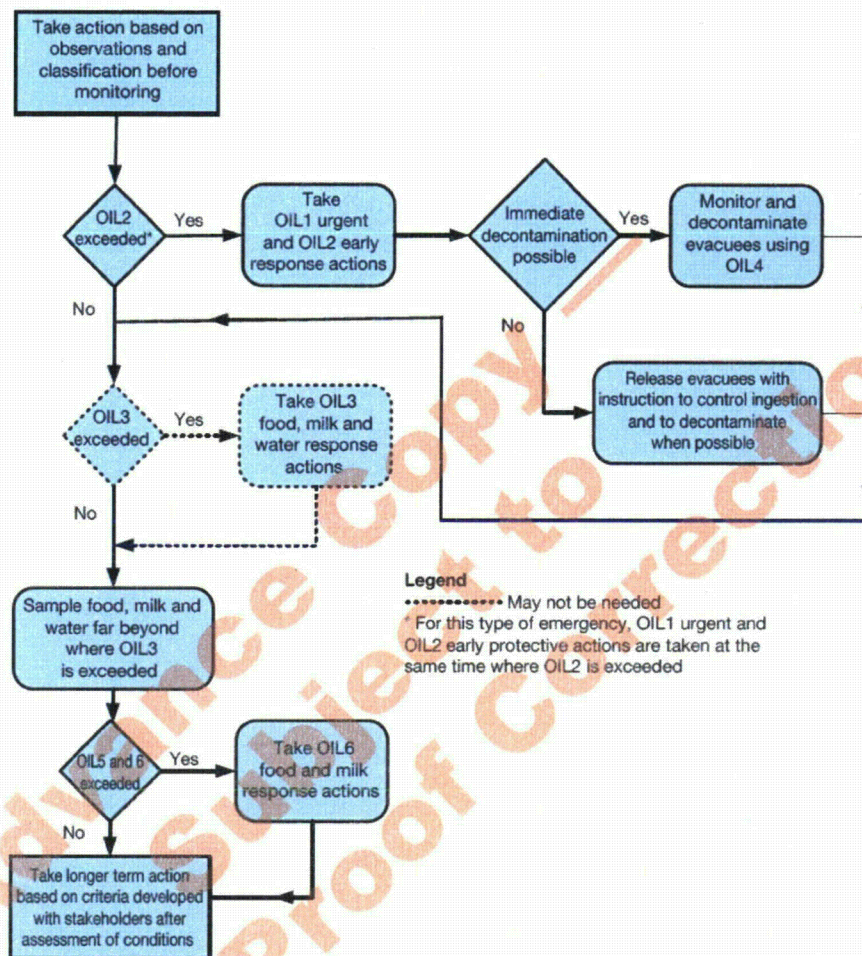 Take action based on
observations and
classification before
monitoring
OIL2
exceeded*
Yes
Take
OIL1 urgent
and OIL2 early
response actions
Immediate
decontamination
possible
Yes
Monitor and
decontaminate
evacuees using
OIL4
No
No
Release evacuees with
instruction to control ingestion
and to decontaminate
when possible
OIL3
exceeded
Yes
Take OIL3
food, milk and
water response
actions
No
Legend
May not be needed
* For this type of emergency, OIL1 urgent and
OIL2 early protective actions are taken at the
same time where OIL2 is exceeded
Sample food, milk and
water far beyond
where OIL3
is exceeded
OIL5 and 6
exceeded
Yes
Take OIL6
food and milk
response actions
No
Take longer term action
based on criteria developed
with stakeholders after
assessment of conditions
Advance Copy
Subject to
Proof Correctio